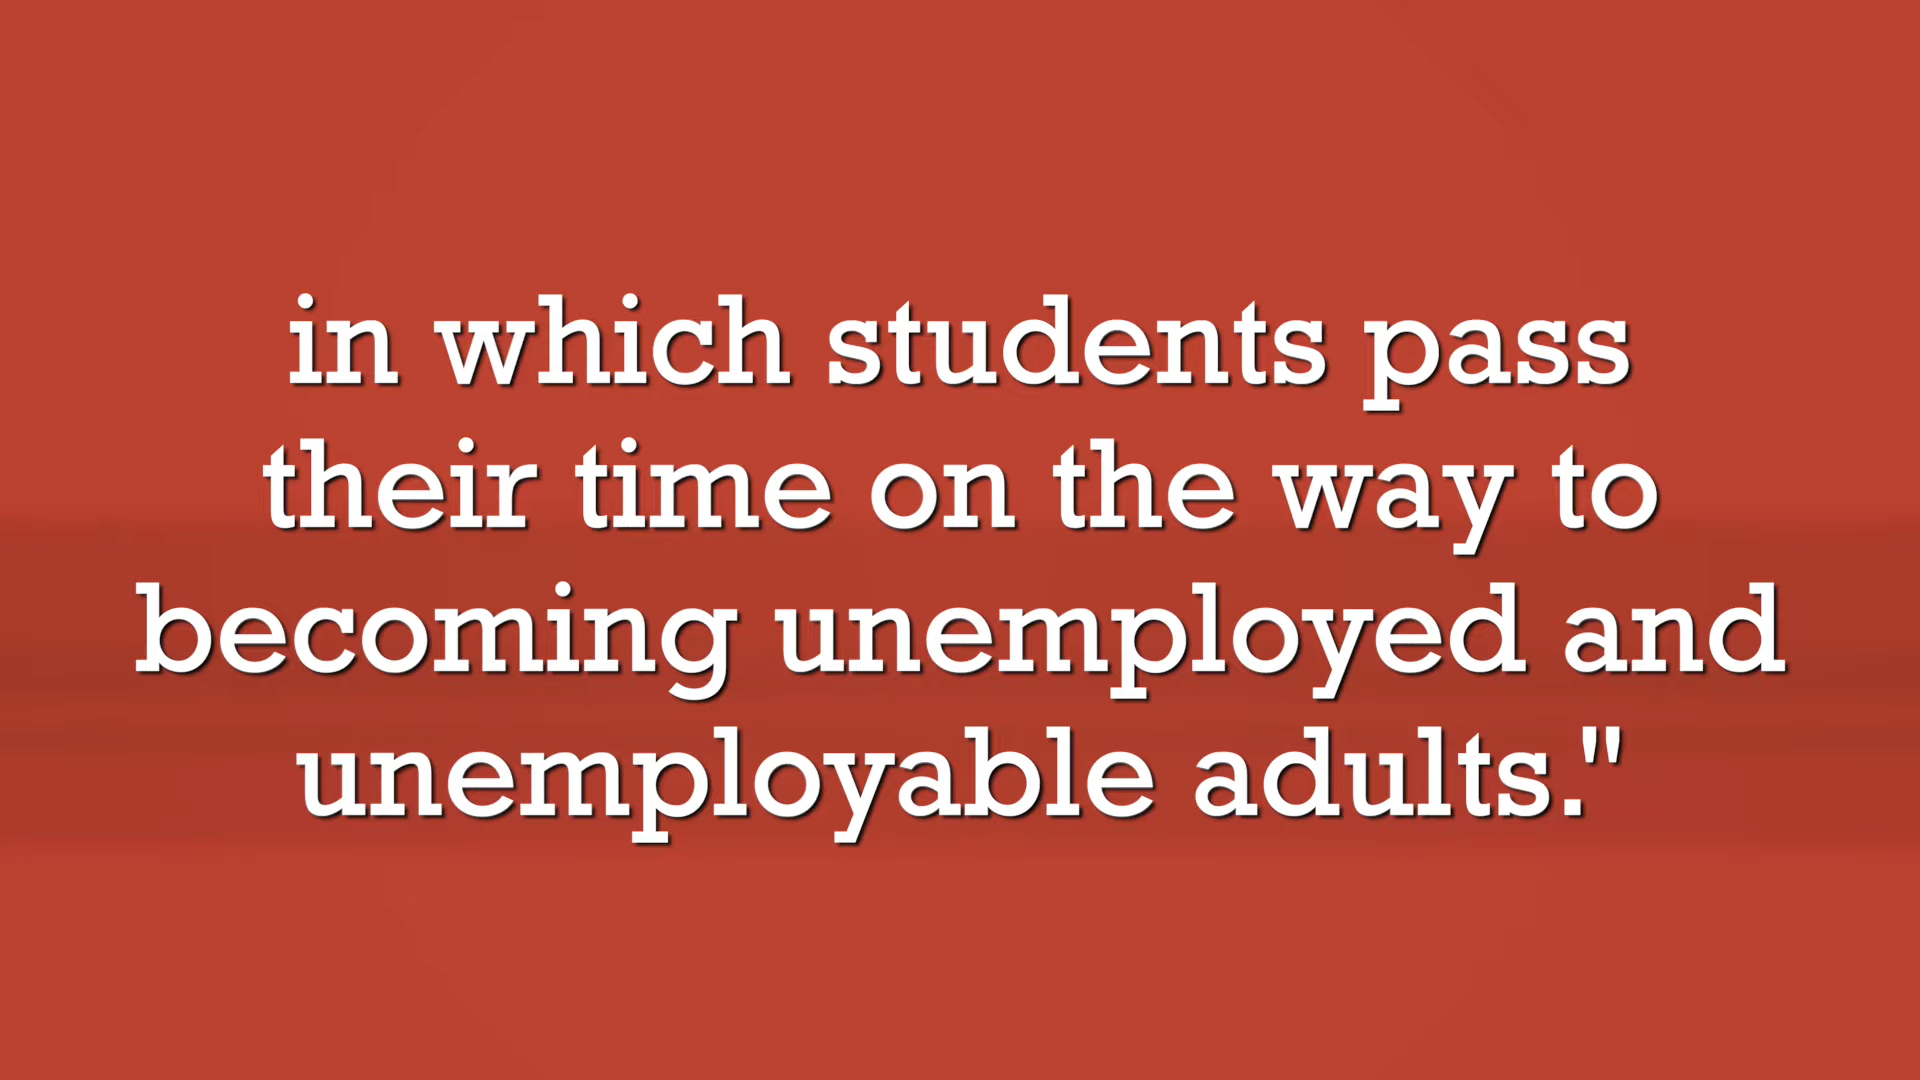 in which students pass
their time on the way to
becoming unemployed and
unemployable adults."